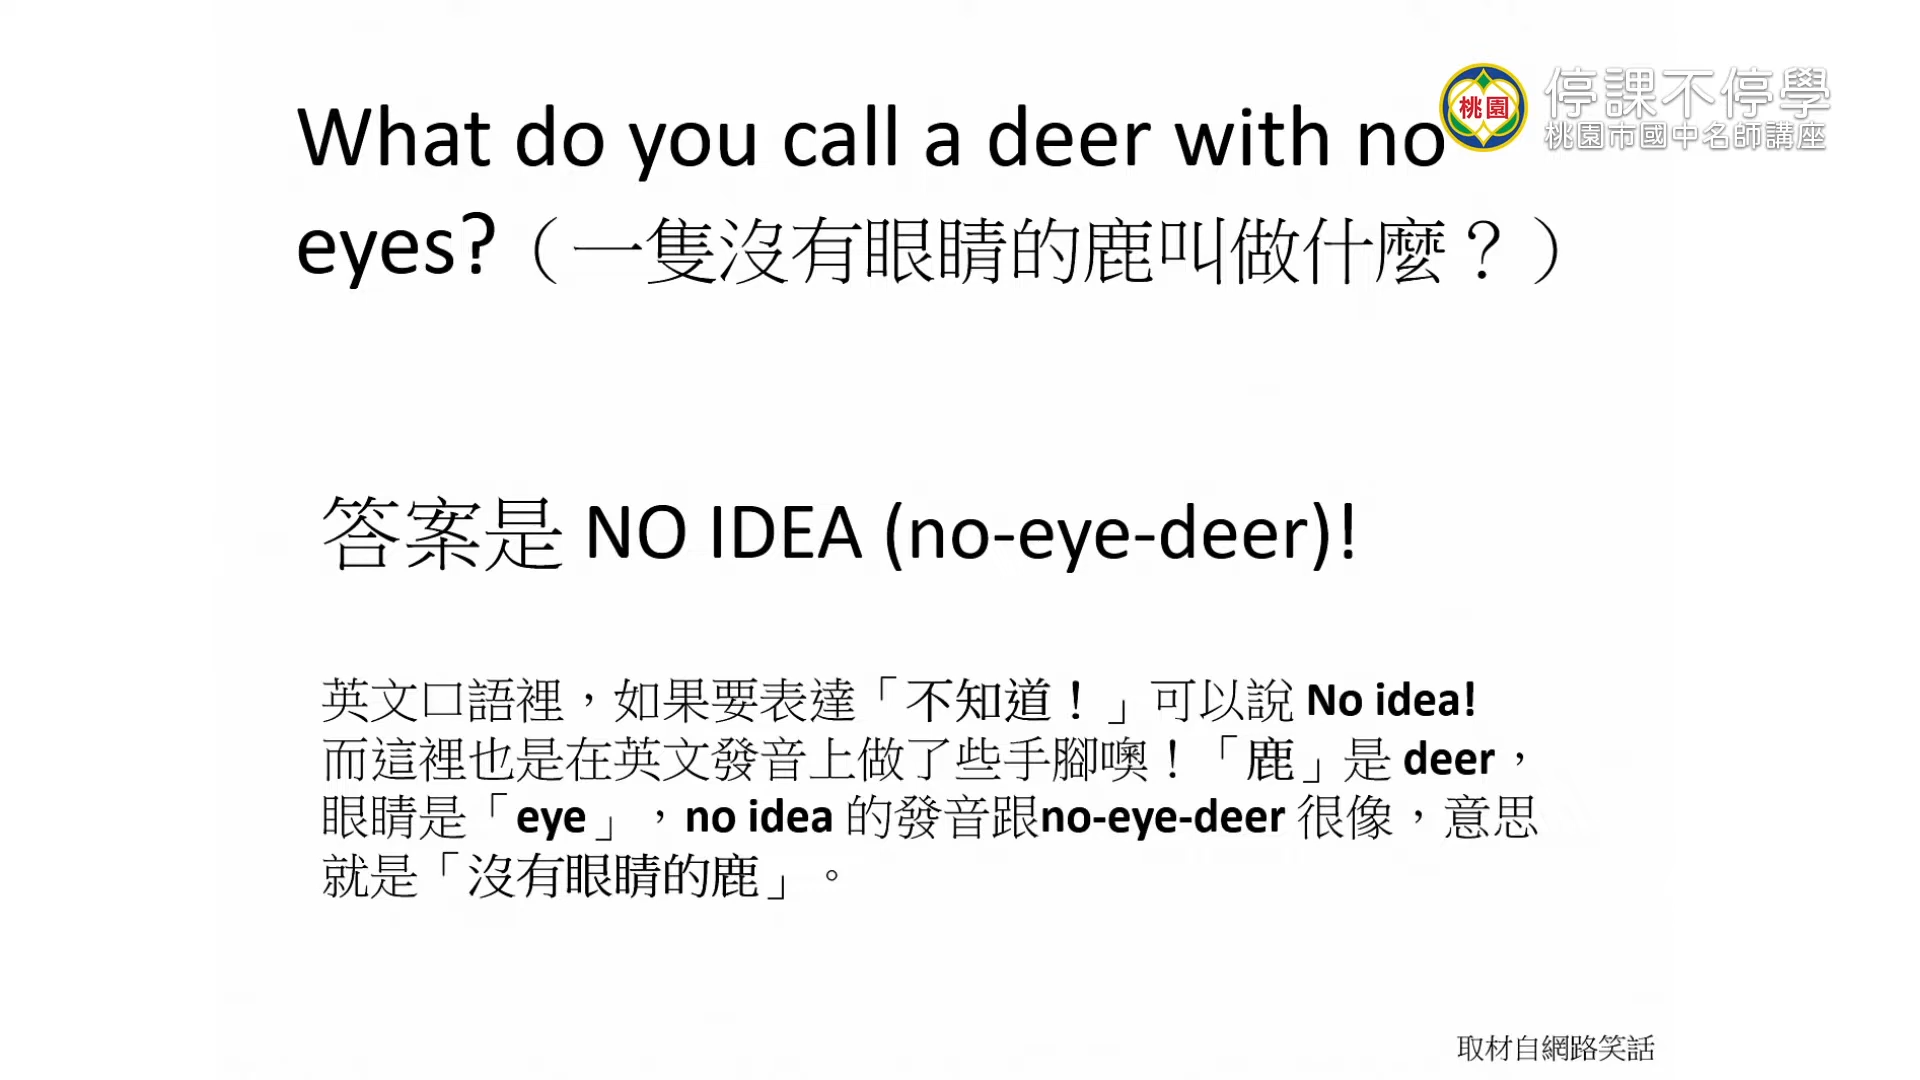 What do you call a deer with no
eyes?（一隻沒有眼睛的鹿叫做什麼？）
桃園
停課不停學
桃園市國中名師講座
答案是 NO IDEA (no-eye-deer)!
英文口語裡，如果要表達「不知道！」可以說 No idea!
而這裡也是在英文發音上做了些手腳噢！「鹿」是 deer，
眼睛是「eye」，no idea 的發音跟no-eye-deer 很像，意思
就是「沒有眼睛的鹿」。
取材自網路笑話